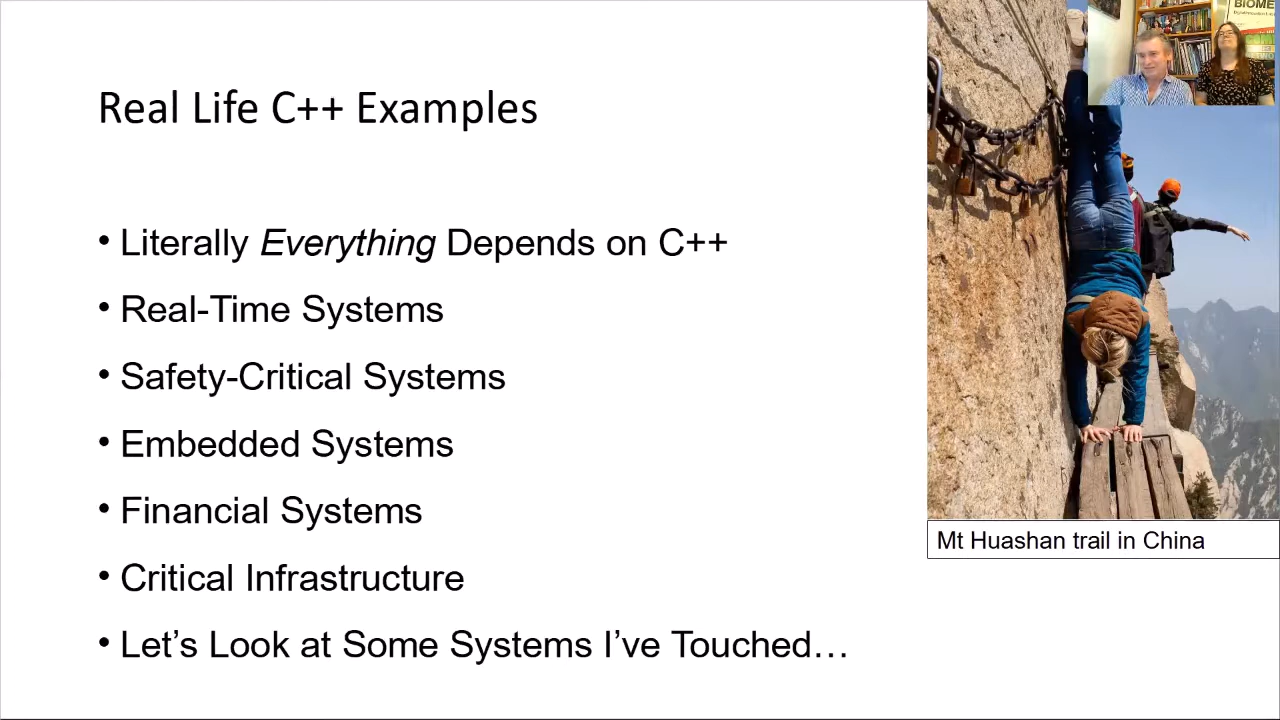 Real Life C++ Examples
• Literally Everything Depends on C++
• Real-Time Systems
• Safety-Critical Systems
• Embedded Systems
• Financial Systems
• Critical Infrastructure
• Let’s Look at Some Systems I’ve Touched…
Mt Huashan trail in China